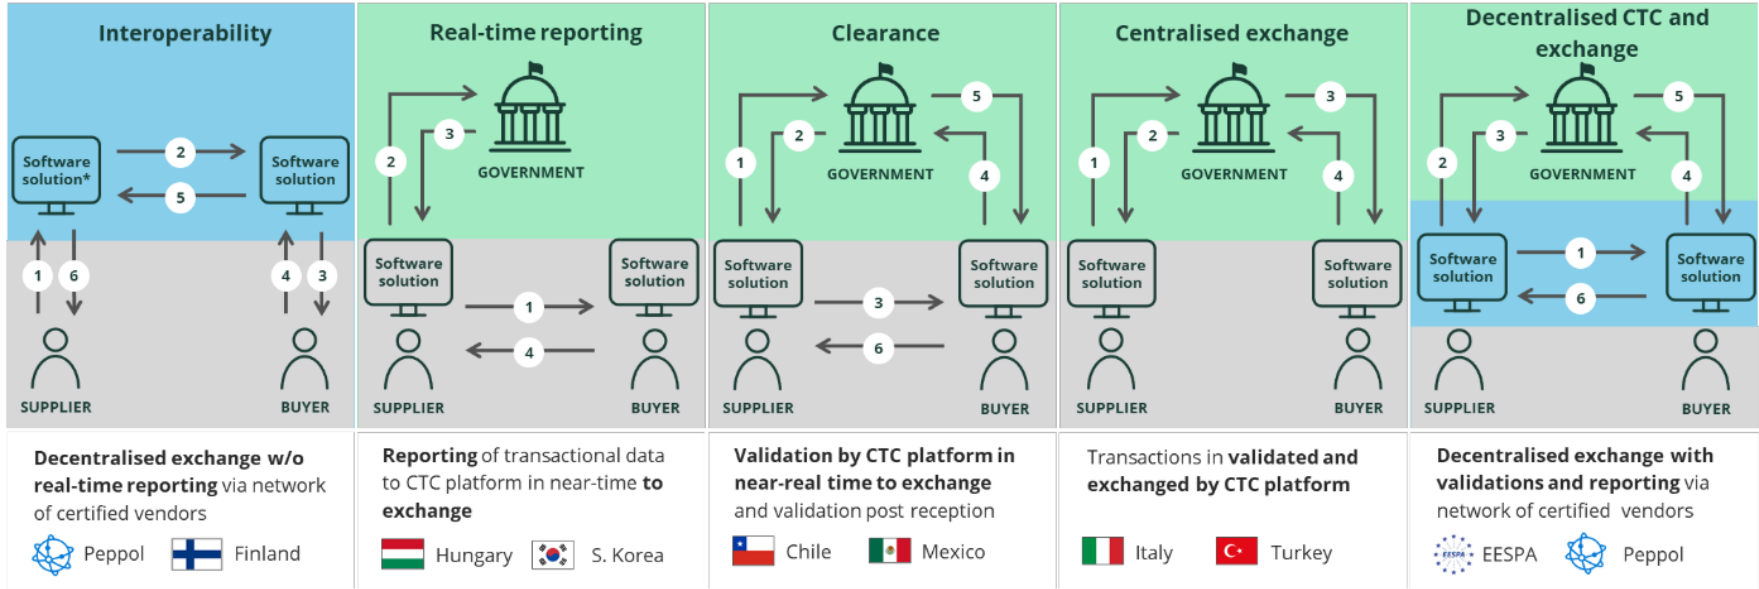 Interoperability
Software
solution*
2
5
Software
solution
1
6
4
3
SUPPLIER
BUYER
Decentralised exchange w/o
real-time reporting via network
of certified vendors
Peppol
Finland
Real-time reporting
GOVERNMENT
2
3
Software
solution
Software
solution
1
4
SUPPLIER
BUYER
Reporting of transactional data
to CTC platform in near-time to
exchange
Hungary
S. Korea
Clearance
GOVERNMENT
1
2
5
4
Software
solution
Software
solution
3
6
SUPPLIER
BUYER
Validation by CTC platform in
near-real time to exchange
and validation post reception
Chile
Mexico
Centralised exchange
GOVERNMENT
1
2
3
4
Software
solution
Software
solution
SUPPLIER
BUYER
Transactions in validated and
exchanged by CTC platform
Italy
Turkey
Decentralised CTC and
exchange
GOVERNMENT
2
3
5
4
Software
solution
Software
solution
1
6
SUPPLIER
BUYER
Decentralised exchange with
validations and reporting via
network of certified vendors
EESPA
EESPA
Peppol